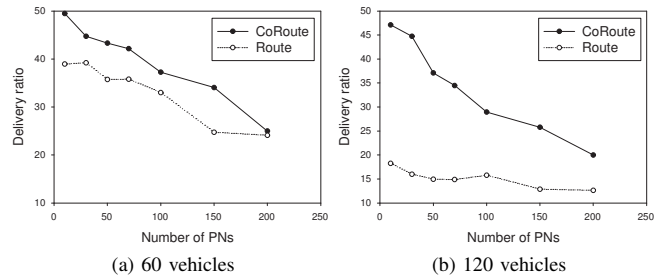 50
40
30
20
10
Delivery ratio
CoRoute
Route
0
50
100
150
200
250
Number of PNs
(a) 60 vehicles
50
45
40
35
30
25
20
15
10
Delivery ratio
CoRoute
Route
0
50
100
150
200
250
Number of PNs
(b) 120 vehicles